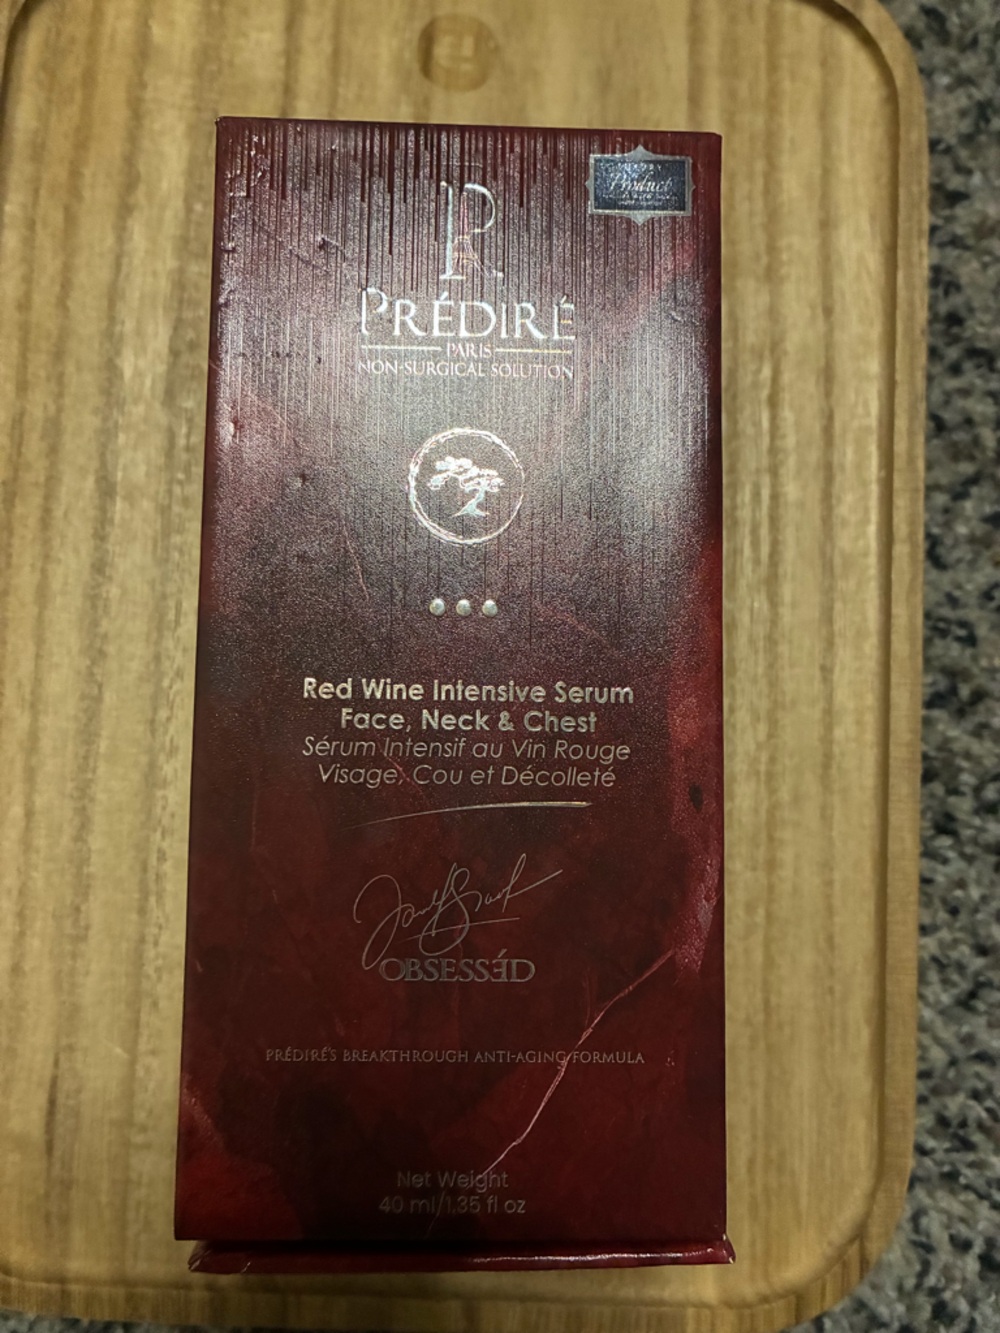 Product
PRÉDIRÉ
PARIS
NON-SURGICAL SOLUTION
Red Wine Intensive Serum
Face, Neck & Chest
Sérum Intensif au Vin Rouge
Visage, Cou et Décolleté
OBSESSÉD
PRÉDIRÉ'S BREAKTHROUGH ANTI-AGING FORMULA
Net Weight
40 ml/1,35 fl oz